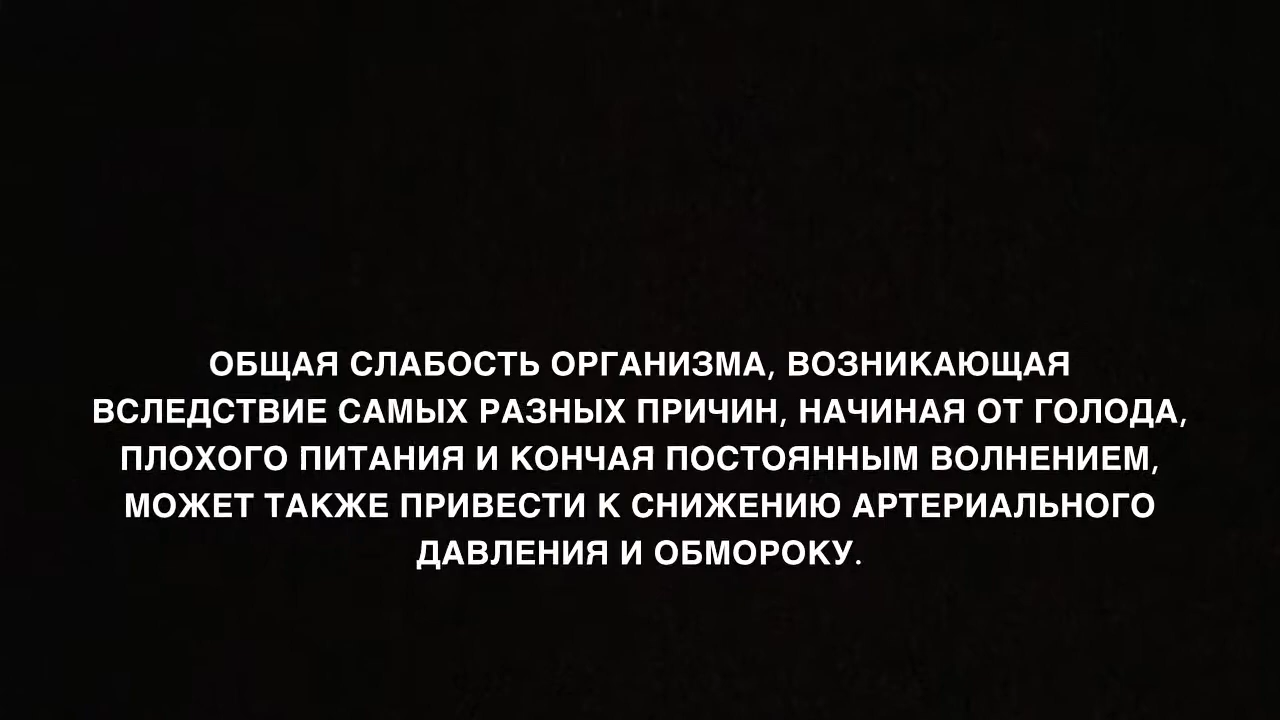 ОБЩАЯ СЛАБОСТЬ ОРГАНИЗМА, ВОЗНИКАЮЩАЯ
ВСЛЕДСТВИЕ САМЫХ РАЗНЫХ ПРИЧИН, НАЧИНАЯ ОТ ГОЛОДА,
ПЛОХОГО ПИТАНИЯ И КОНЧАЯ ПОСТОЯННЫМ ВОЛНЕНИЕМ,
МОЖЕТ ТАКЖЕ ПРИВЕСТИ К СНИЖЕНИЮ АРТЕРИАЛЬНОГО
ДАВЛЕНИЯ И ОБМОРОКУ.